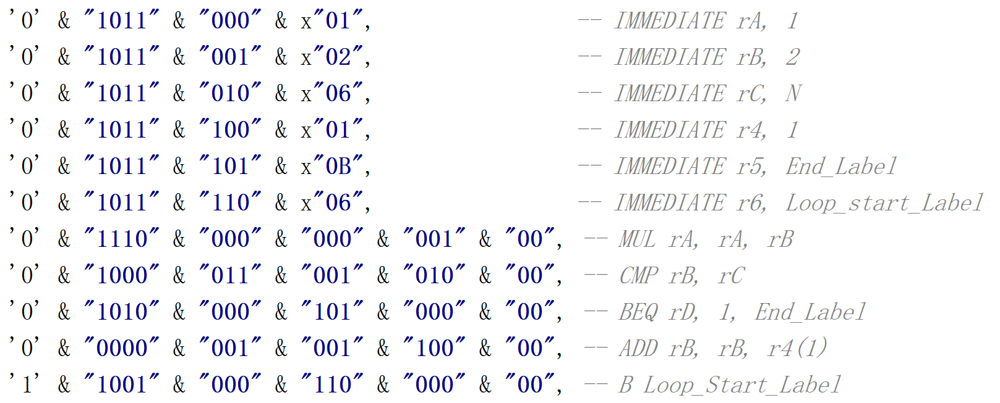 '0' & "1011" & "000" & x"01", -- IMMEDIATE rA, 1
'0' & "1011" & "001" & x"02", -- IMMEDIATE rB, 2
'0' & "1011" & "010" & x"06", -- IMMEDIATE rC, N
'0' & "1011" & "100" & x"01", -- IMMEDIATE r4, 1
'0' & "1011" & "101" & x"0B", -- IMMEDIATE r5, End_Label
'0' & "1011" & "110" & x"06", -- IMMEDIATE r6, Loop_start_Label
'0' & "1110" & "000" & "000" & "001" & "00", -- MUL rA, rA, rB
'0' & "1000" & "011" & "001" & "010" & "00", -- CMP rB, rC
'0' & "1010" & "000" & "101" & "000" & "00", -- BEQ rD, 1, End_Label
'0' & "0000" & "001" & "001" & "100" & "00", -- ADD rB, rB, r4(1)
'1' & "1001" & "000" & "110" & "000" & "00", -- B Loop_Start_Label